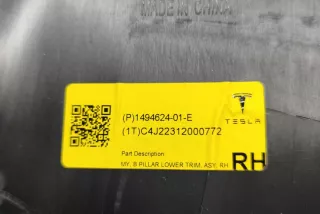 MADE IN CHINA
(P)1494624-01-E
(1T)C4J22312000772
TESLA
Part Description:
MY, B PILLAR LOWER TRIM, ASY, RH
RH